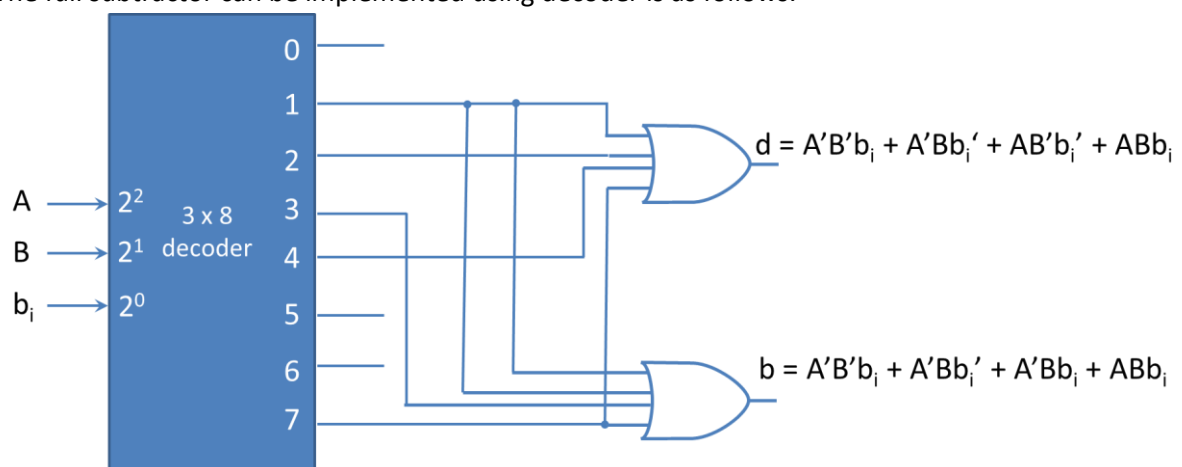 The full subtractor can be implemented using decoder is as follows:
0
1
2
3
4
5
6
7
A
B
bᵢ
2²
2¹
2⁰
3 x 8
decoder
d = A'B'bᵢ + A'Bbᵢ‘ + AB'bᵢ’ + ABbᵢ
b = A’B'bᵢ + A’Bbᵢ’ + A’Bbᵢ + ABbᵢ